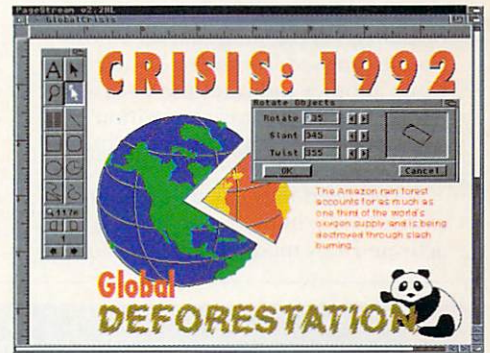 PageStream v2.2NL
GlobalCrisis
CRISIS: 1992
Rotate Objects
Rotate 35
Slant 345
Twist 355
OK
Cancel
A
117%
The Amazon rain forest
accounts for as much as
one third of the world's
oxygen supply and is being
destroyed through slash
burning.
Global
DEFORESTATION